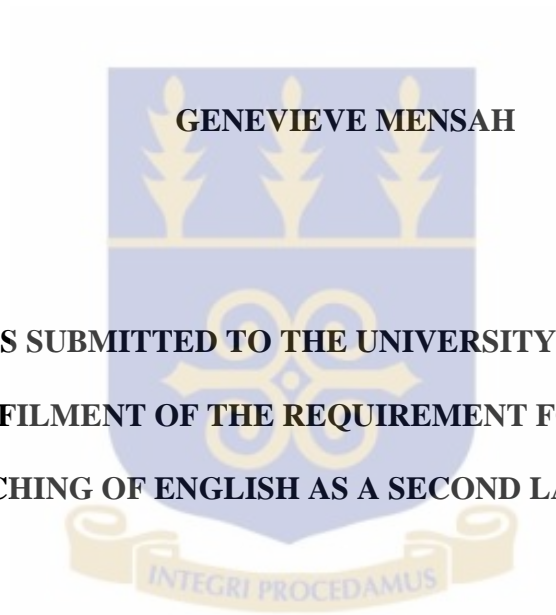 GENEVIEVE MENSAH
S SUBMITTED TO THE UNIVERSITY
FILMENT OF THE REQUIREMENT F
CHING OF ENGLISH AS A SECOND LA
INTEGRI PROCEDAMUS